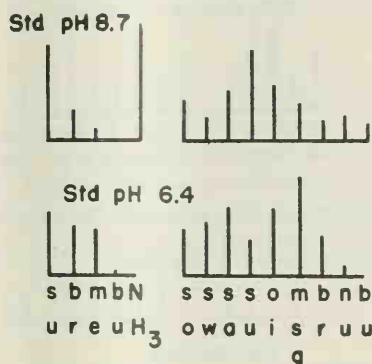 Std pH 8.7
Std pH 6.4
s b m b N s s s s o m b n b
u r e u H3 o w a u i s r u u
g